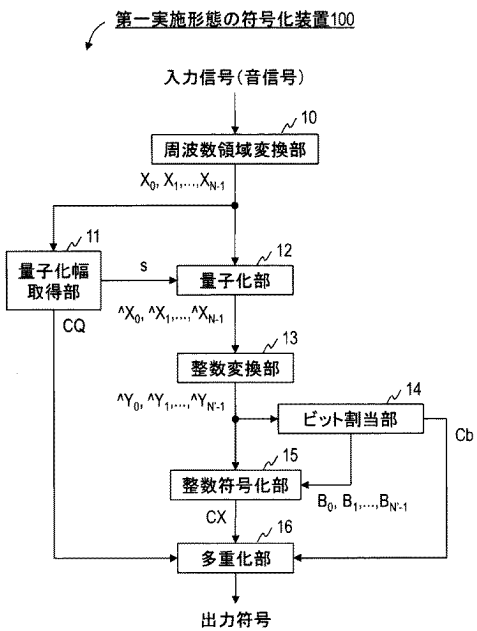 第一実施形態の符号化装置100
入力信号(音信号)
10
周波数領域変換部
X0, X1,...,XN-1
11
量子化幅
取得部
s
12
量子化部
CQ
^X0, ^X1,...,^XN-1
13
整数変換部
^Y0, ^Y1,...,^YN'-1
14
ビット割当部
Cb
15
整数符号化部
B0, B1,...,BN'-1
CX
16
多重化部
出力符号